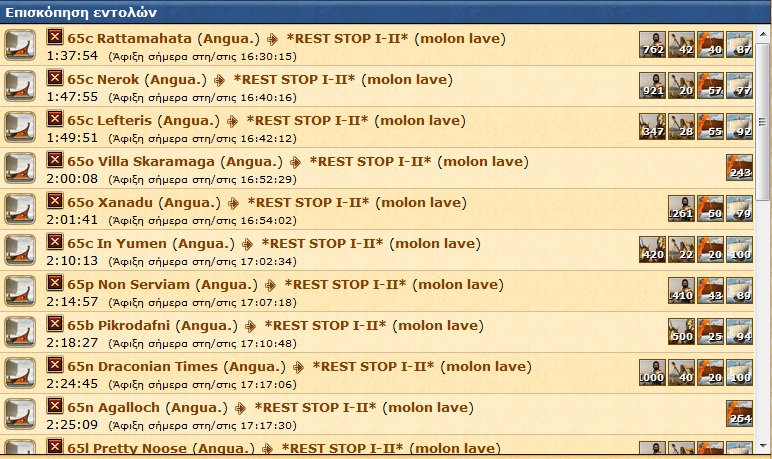 Επισκόπηση εντολών
65c Rattamahata (Angua.) *REST STOP I-II* (molon lave) 762 42 40 87
1:37:54 (Άφιξη σήμερα στη/στις 16:30:15)
65c Nerok (Angua.) *REST STOP I-II* (molon lave) 921 20 57 77
1:47:55 (Άφιξη σήμερα στη/στις 16:40:16)
65c Lefteris (Angua.) *REST STOP I-II* (molon lave) 347 28 55 92
1:49:51 (Άφιξη σήμερα στη/στις 16:42:12)
65o Villa Skaramaga (Angua.) *REST STOP I-II* (molon lave) 243
2:00:08 (Άφιξη σήμερα στη/στις 16:52:29)
65o Xanadu (Angua.) *REST STOP I-II* (molon lave) 50 79
2:01:41 (Άφιξη σήμερα στη/στις 16:54:02)
65c In Yumen (Angua.) *REST STOP I-II* (molon lave) 420 22 20 100
2:10:13 (Άφιξη σήμερα στη/στις 17:02:34)
65p Non Serviam (Angua.) *REST STOP I-II* (molon lave) 43 89
2:14:57 (Άφιξη σήμερα στη/στις 17:07:18)
65b Pikrodafni (Angua.) *REST STOP I-II* (molon lave) 500 25 94
2:18:27 (Άφιξη σήμερα στη/στις 17:10:48)
65n Draconian Times (Angua.) *REST STOP I-II* (molon lave) 40 20 100
2:24:45 (Άφιξη σήμερα στη/στις 17:17:06)
65n Agalloch (Angua.) *REST STOP I-II* (molon lave) 254
2:25:09 (Άφιξη σήμερα στη/στις 17:17:30)
65l Pretty Noose (Angua.) *REST STOP I-II* (molon lave)